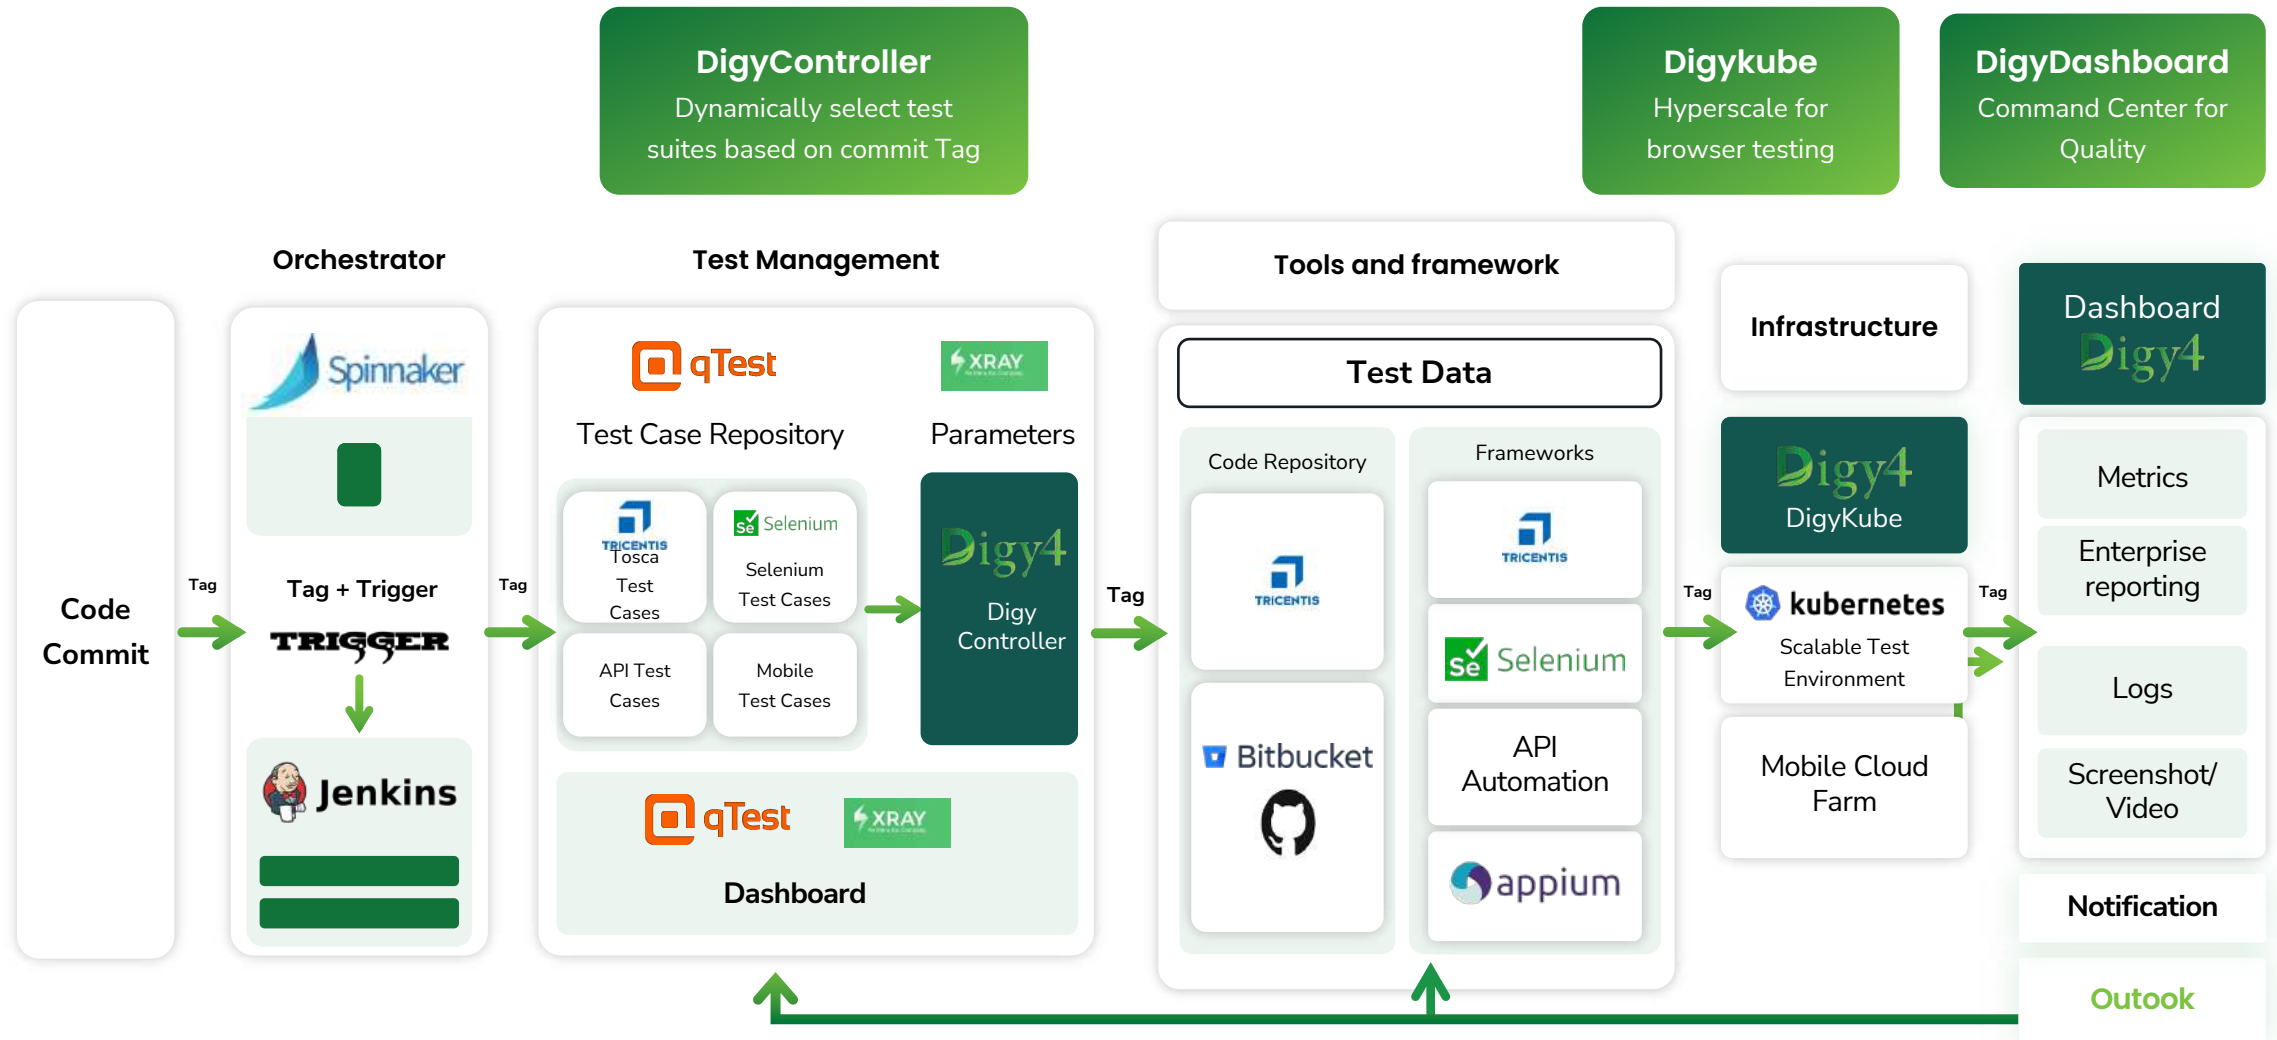 DigyController
Dynamically select test
suites based on commit Tag
Digykube
Hyperscale for
browser testing
DigyDashboard
Command Center for
Quality
Code
Commit
Tag
Orchestrator
Spinnaker
Tag + Trigger
TRIGGER
Jenkins
Tag
Test Management
qTest
XRAY
Test Case Repository
Parameters
TRICENTIS
Tosca
Test
Cases
Selenium
Selenium
Test Cases
API Test
Cases
Mobile
Test Cases
Digy4
Digy
Controller
qTest
XRAY
Dashboard
Tag
Tools and framework
Test Data
Code Repository
TRICENTIS
Bitbucket
Frameworks
TRICENTIS
Se Selenium
API
Automation
appium
Tag
Infrastructure
Digy4
DigyKube
kubernetes
Scalable Test
Environment
Mobile Cloud
Farm
Tag
Dashboard
Digy4
Metrics
Enterprise
reporting
Logs
Screenshot/
Video
Notification
Outook